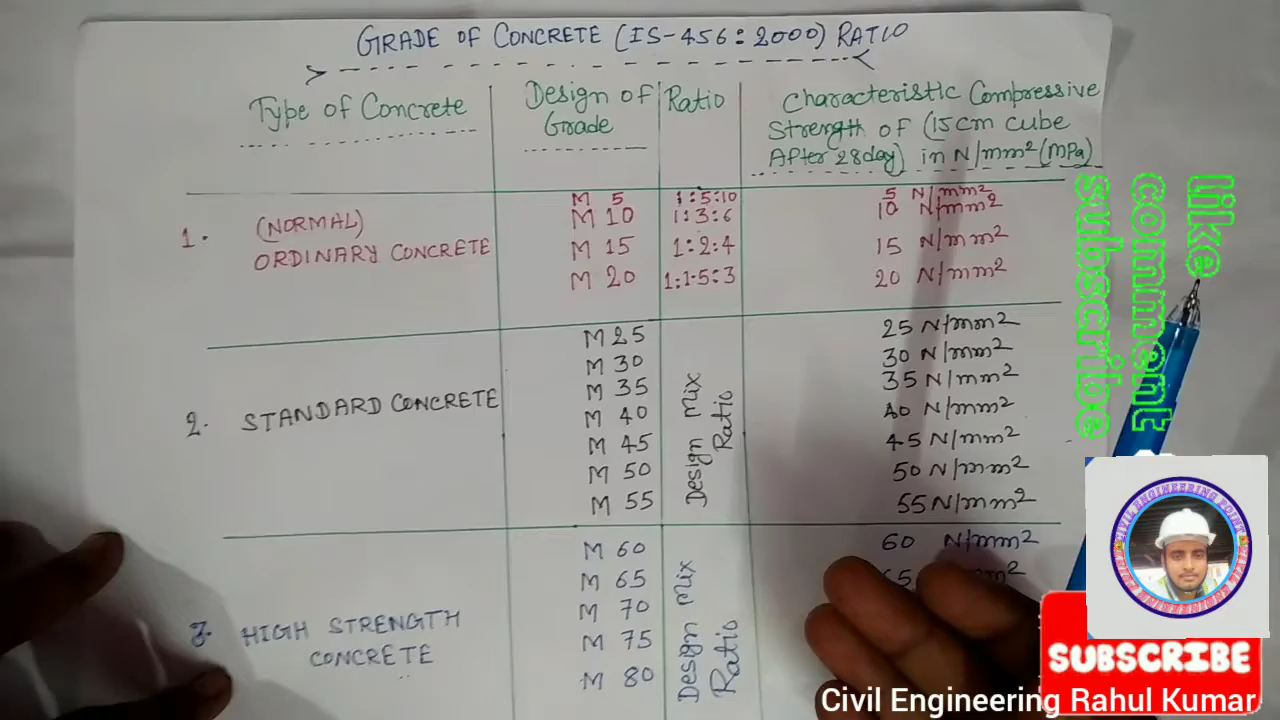 GRADE OF CONCRETE (IS-456:2000) RATIO
Type of Concrete
Design of Grade
Ratio
Characteristic Compressive
Strength of (15cm cube
After 28day) in N/mm² (MPa)
1. (NORMAL)
ORDINARY CONCRETE
M 5 1:5:10 5 N/mm²
M 10 1:3:6 10 N/mm²
M 15 1:2:4 15 N/mm²
M 20 1:1·5:3 20 N/mm²
2. STANDARD CONCRETE
M 25 25 N/mm²
M 30 30 N/mm²
M 35 35 N/mm²
M 40 40 N/mm²
M 45 45 N/mm²
M 50 50 N/mm²
M 55 55 N/mm²
Design Mix
Ratio
3. HIGH STRENGTH
CONCRETE
M 60 60 N/mm²
M 65
M 70
M 75
M 80
Design Mix
Ratio
like
comment
subscribe
CIVIL ENGINEERING POINT
SUBSCRIBE
Civil Engineering Rahul Kumar